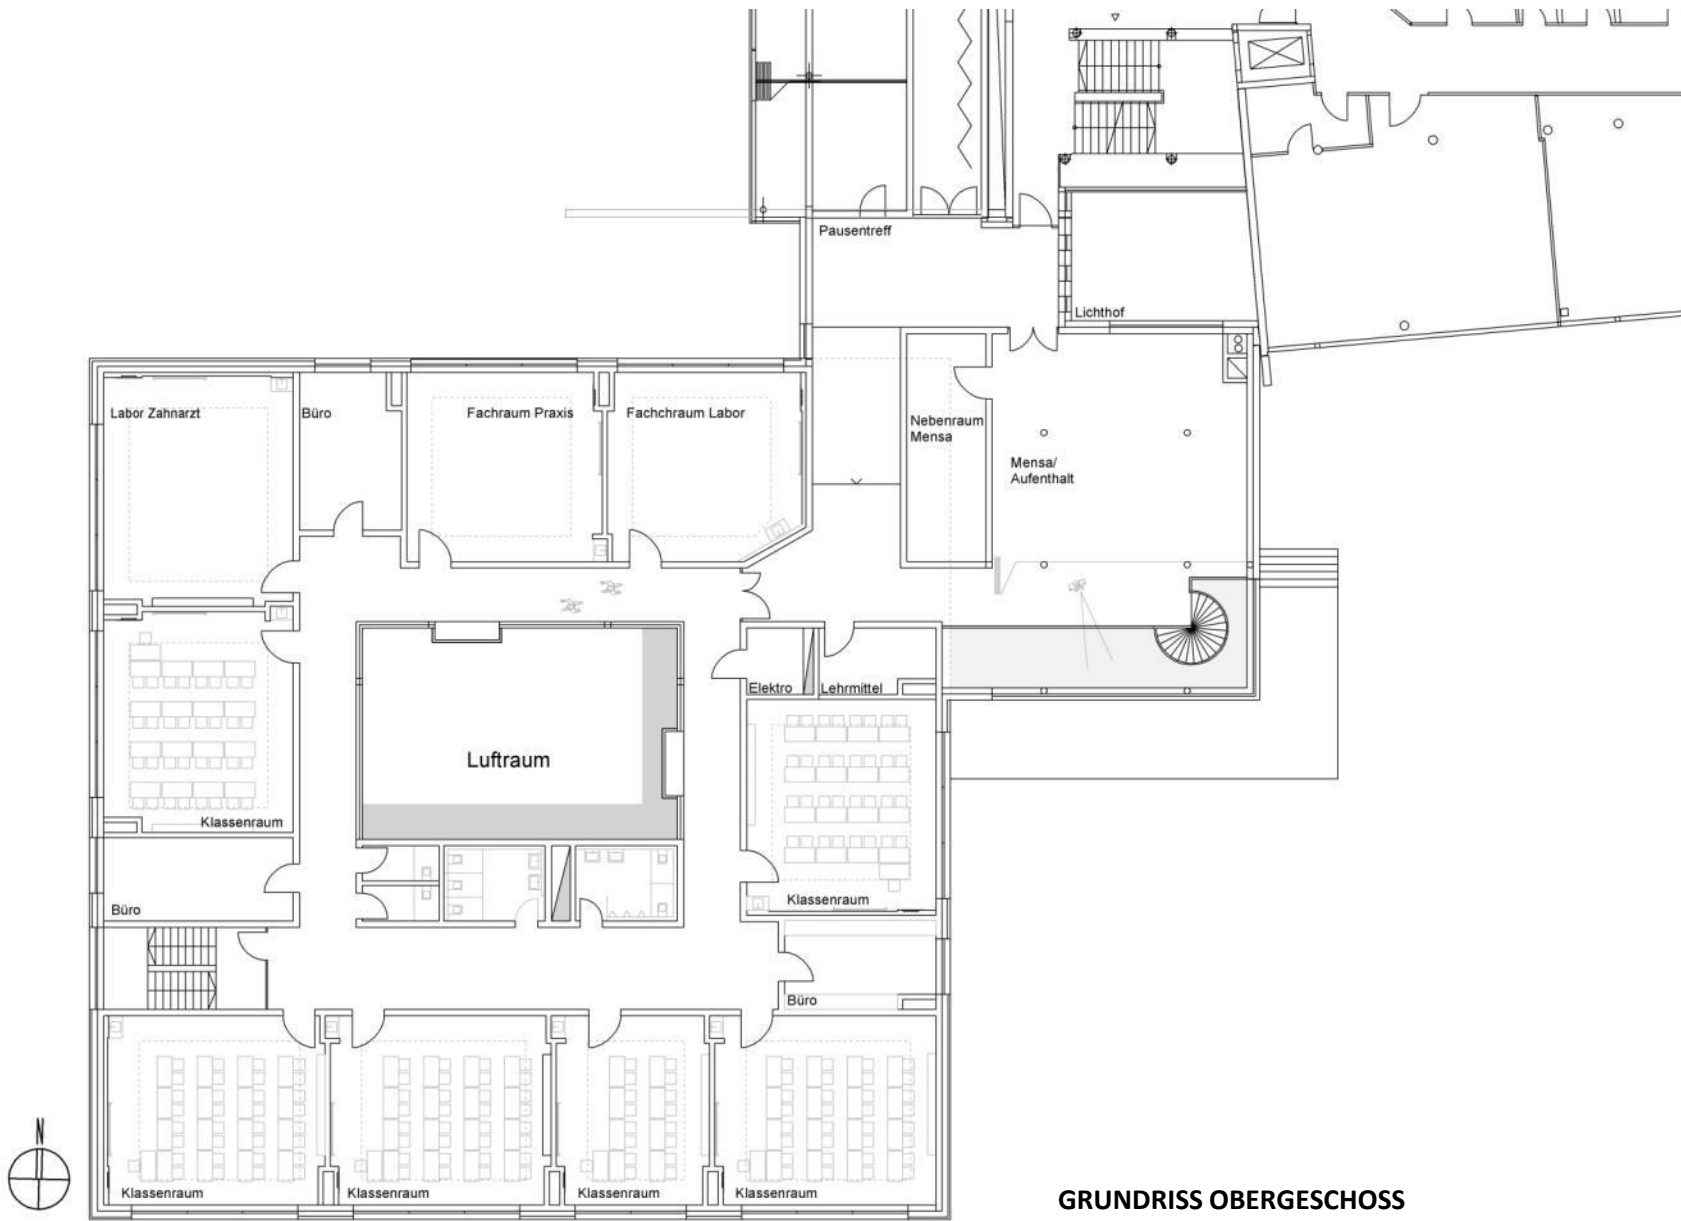 Pausentreff
Lichthof
Labor Zahnarzt
Büro
Fachraum Praxis
Fachchraum Labor
Nebenraum
Mensa
Mensa/
Aufenthalt
Elektro
Lehrmittel
Luftraum
Klassenraum
Klassenraum
Büro
Büro
N
Klassenraum
Klassenraum
Klassenraum
Klassenraum
GRUNDRISS OBERGESCHOSS